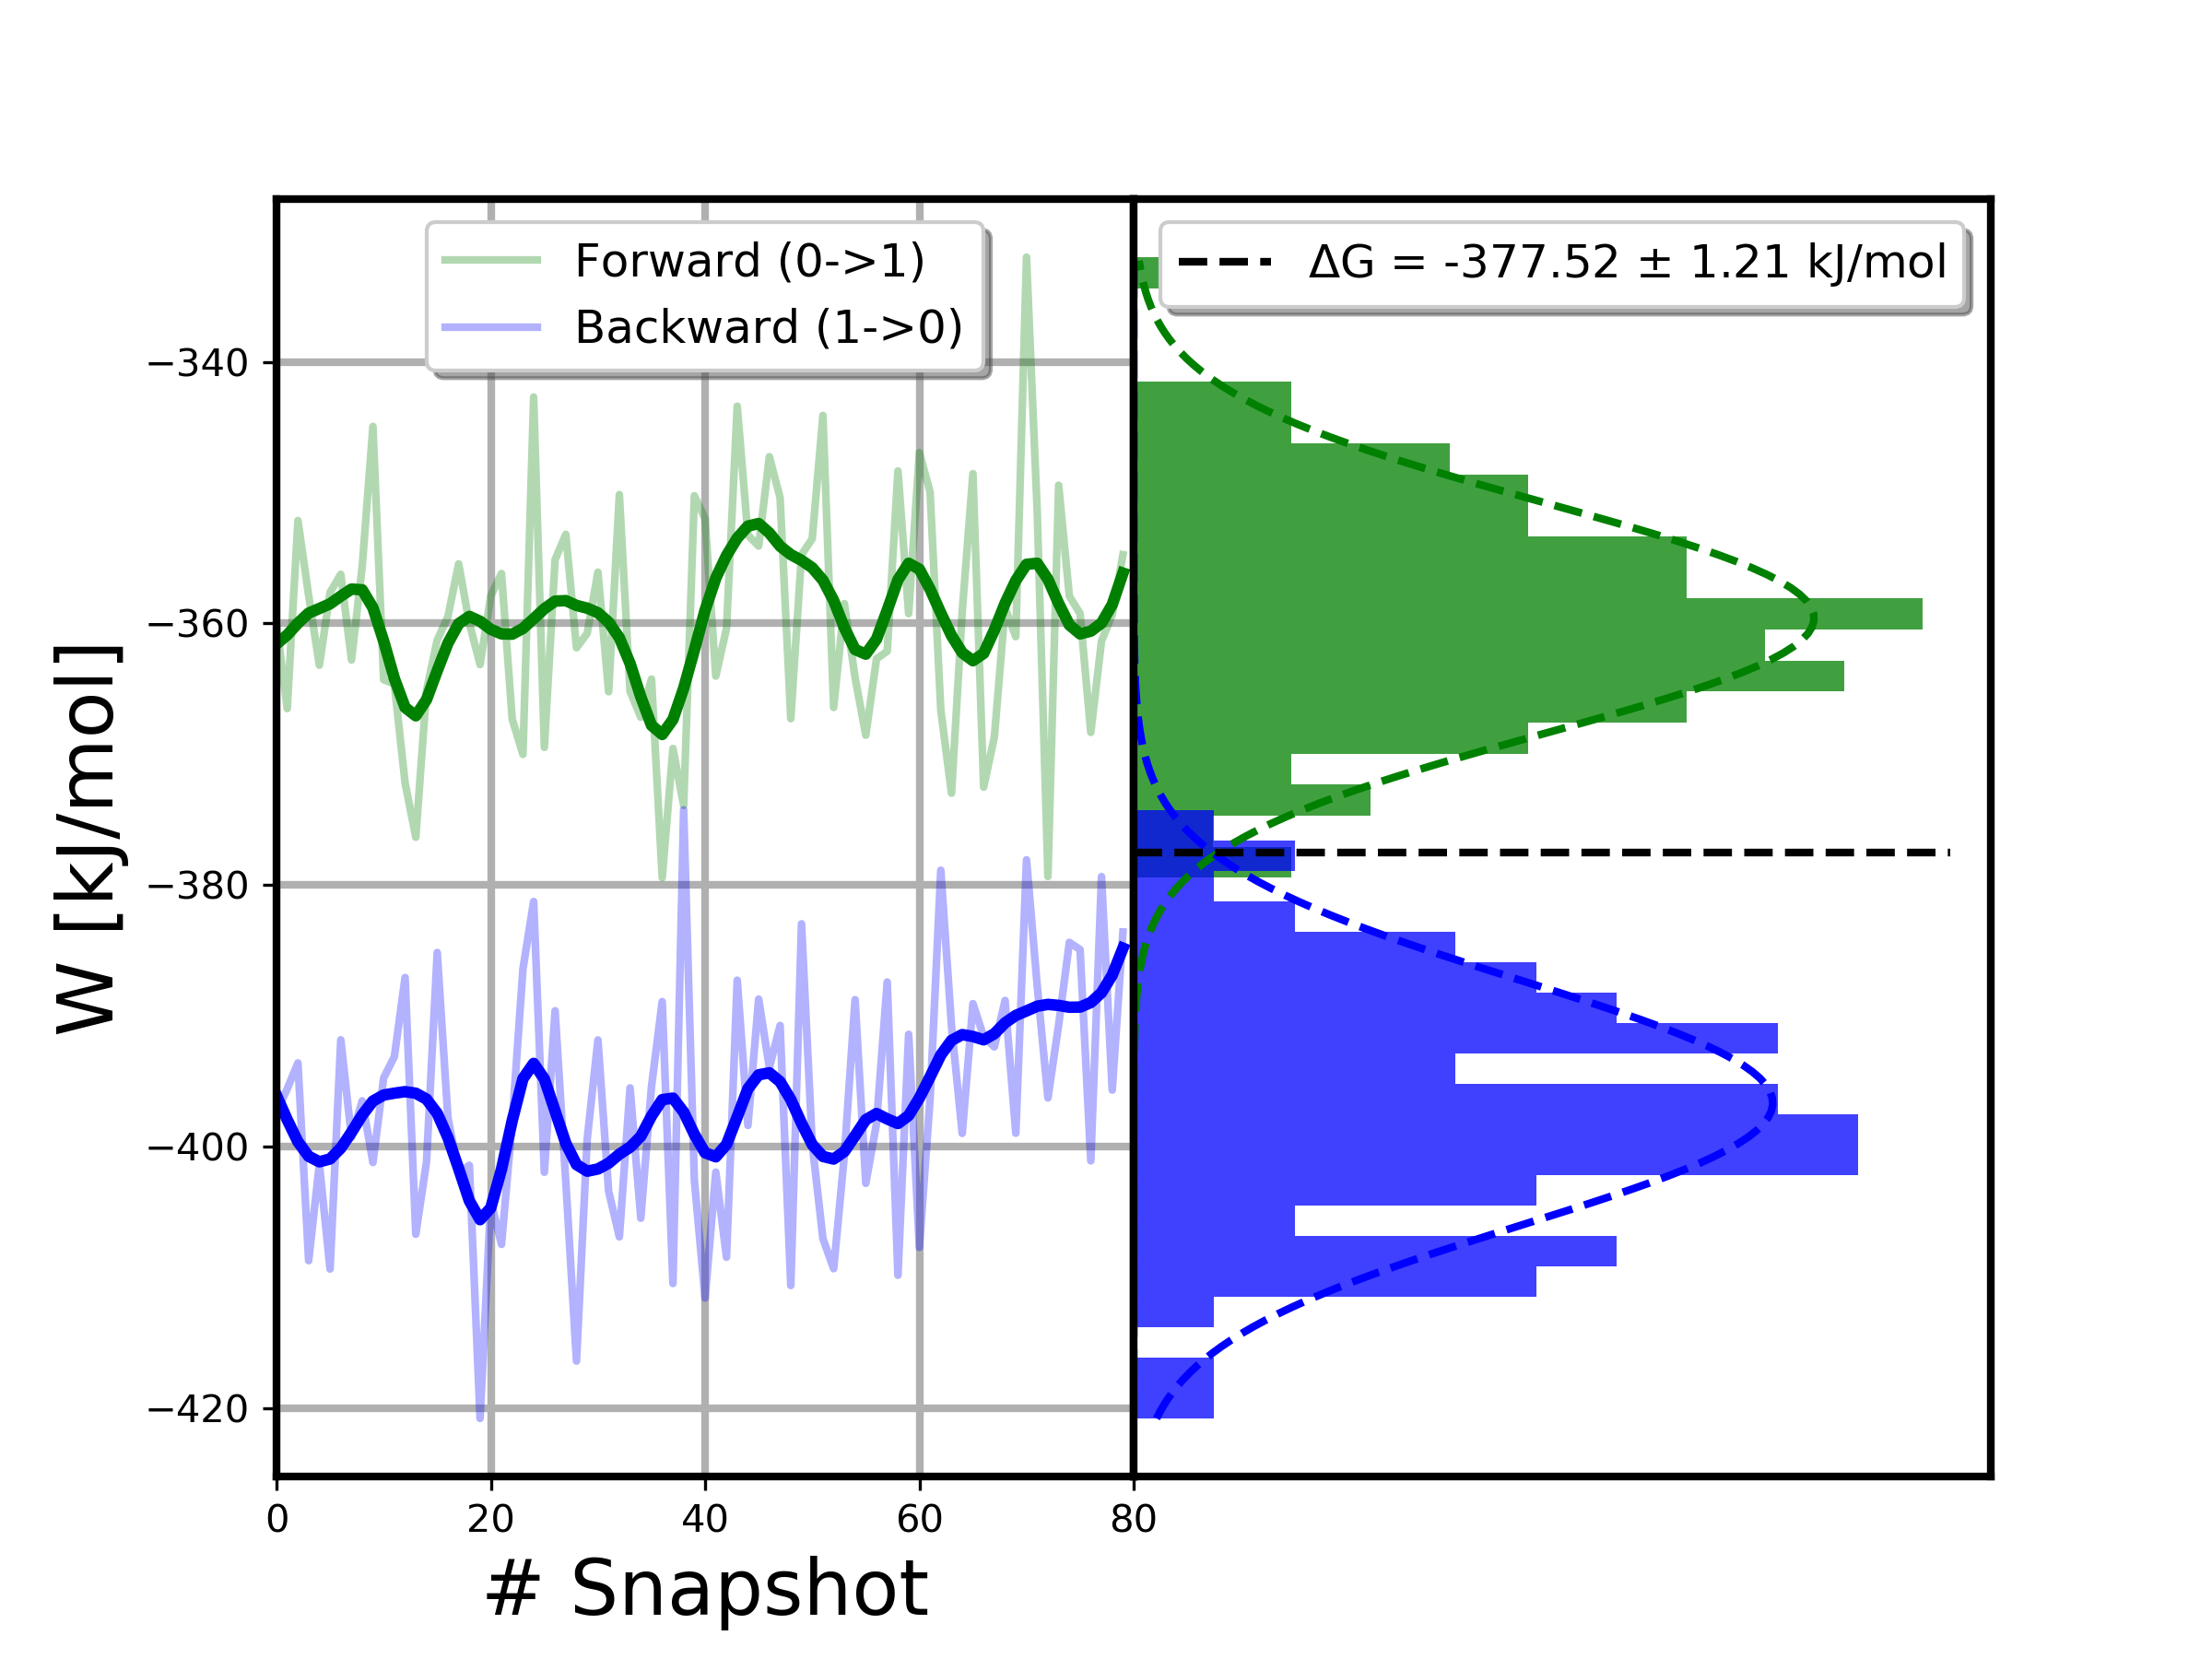 Forward (0->1)
Backward (1->0)
ΔG = -377.52 ± 1.21 kJ/mol
−340
−360
−380
−400
−420
W [kJ/mol]
0 20 40 60 80
# Snapshot